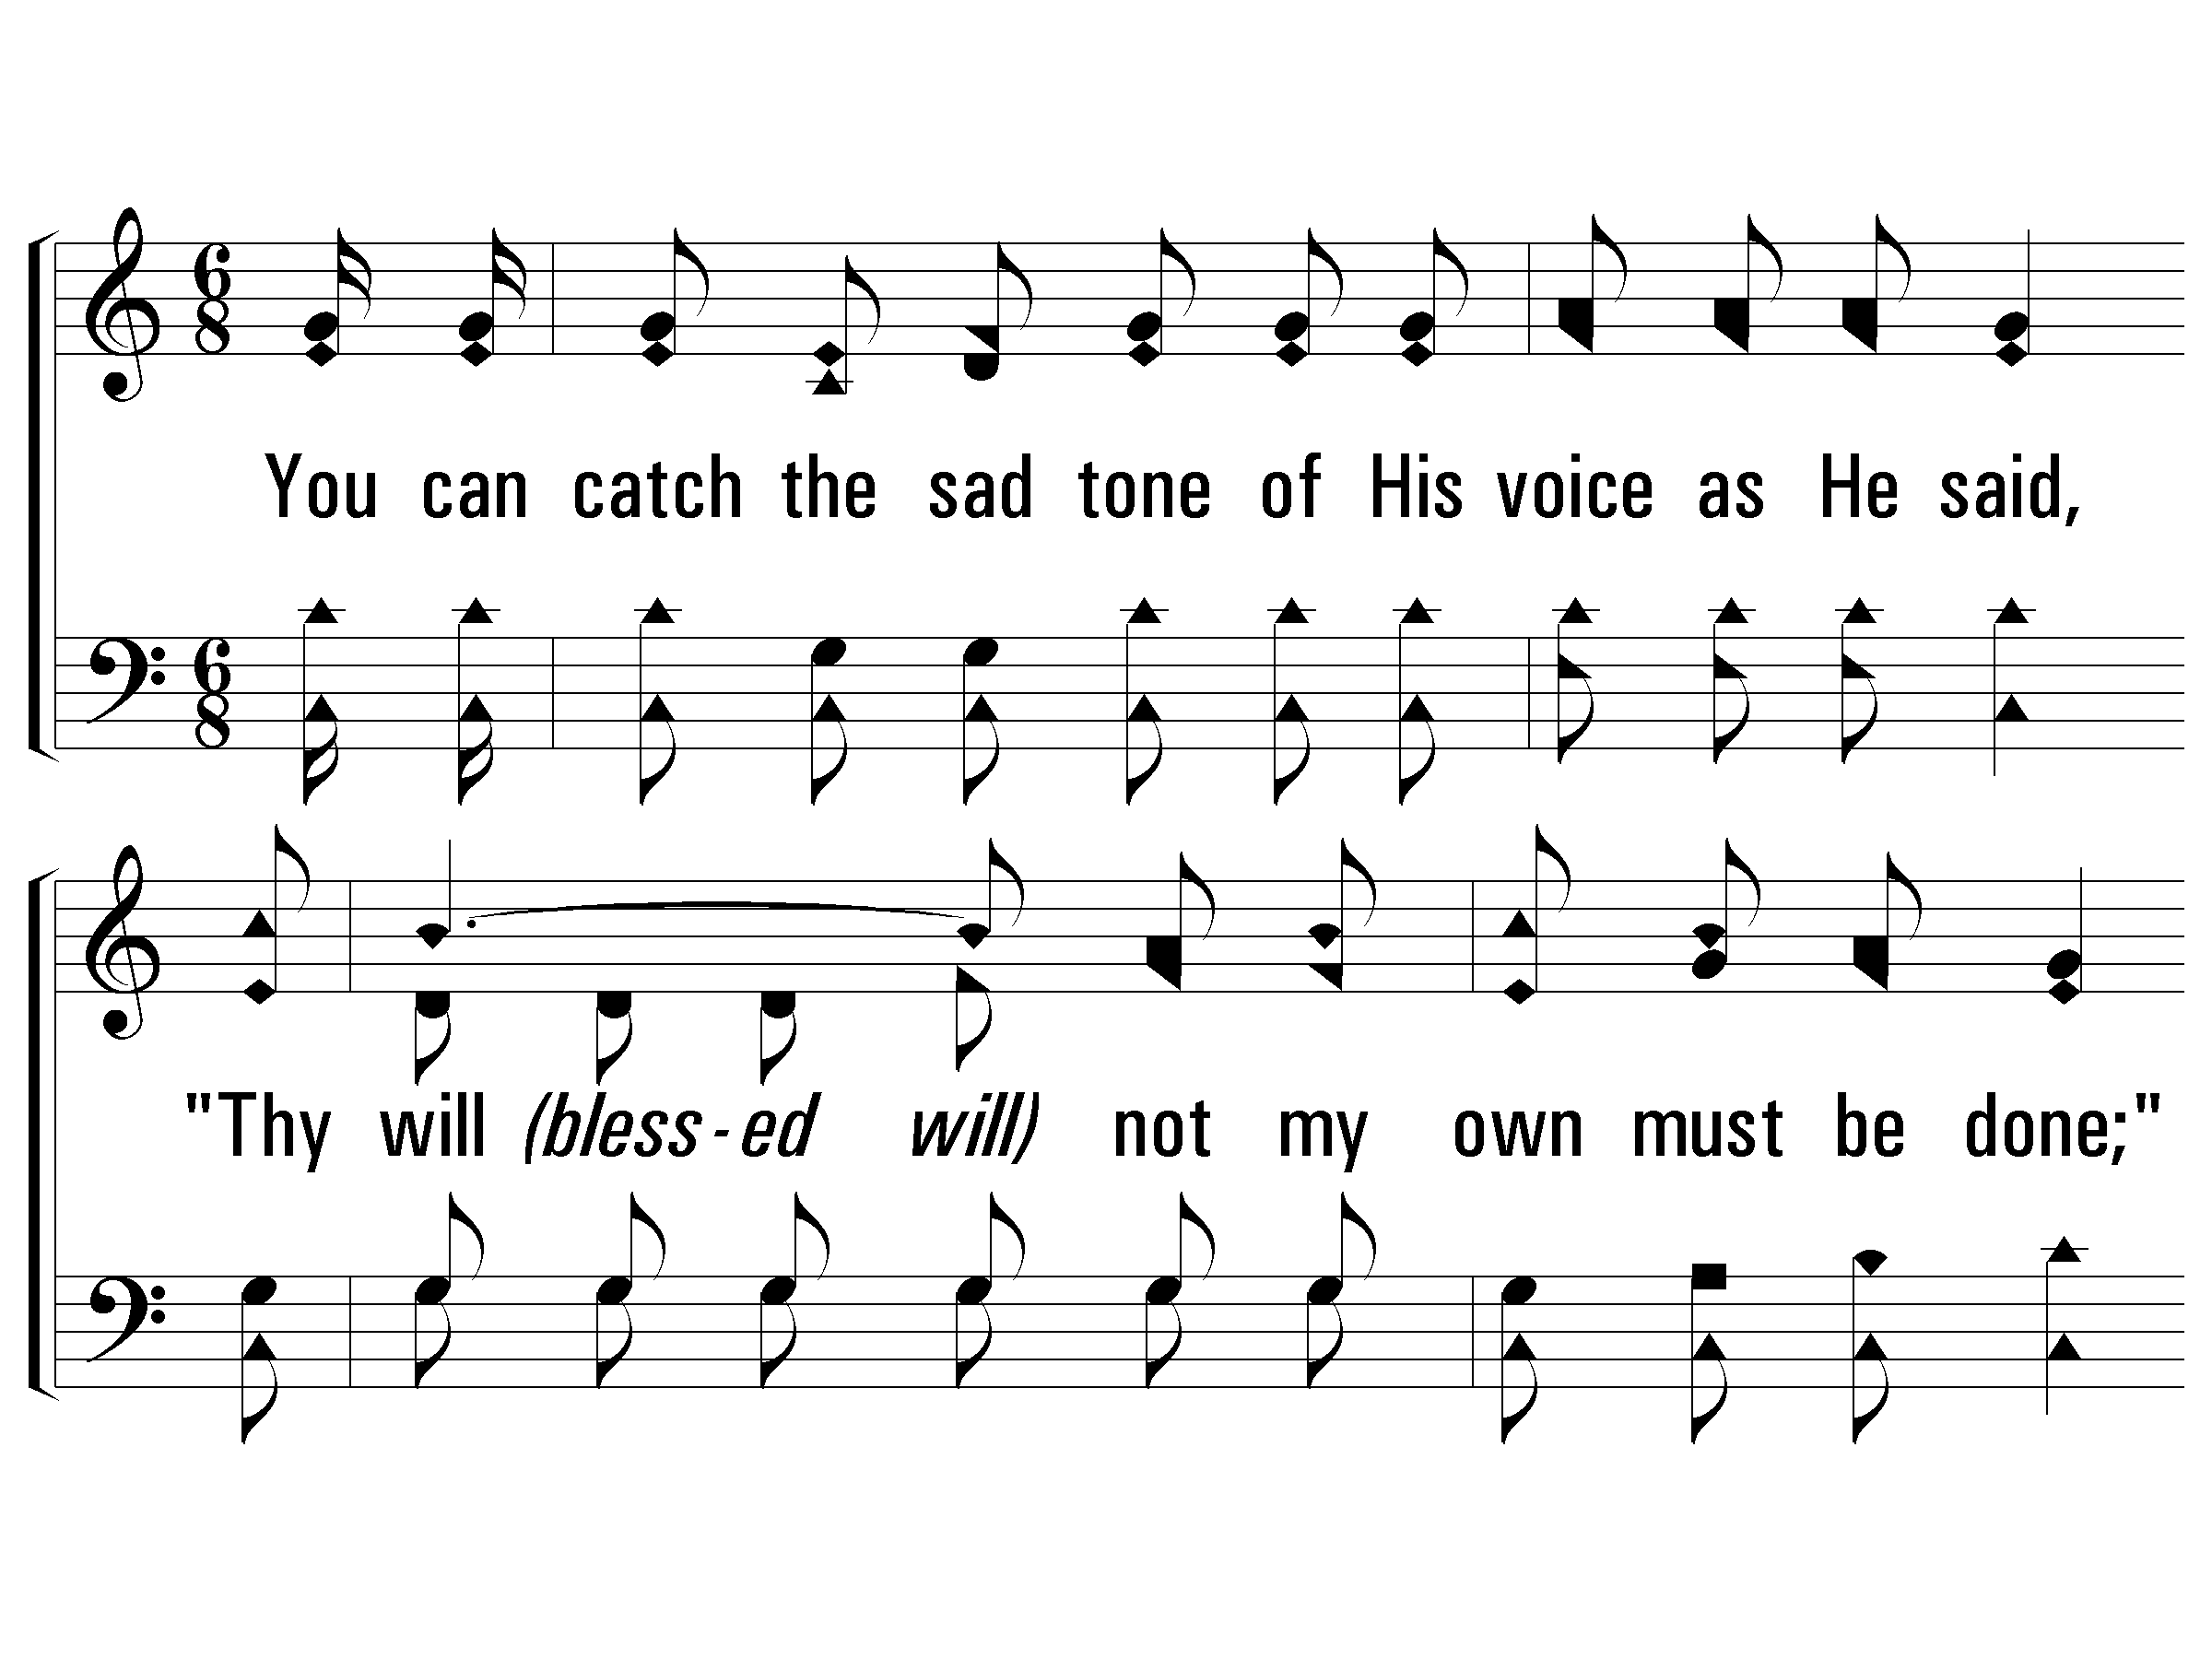 You can catch the sad tone of His voice as He said,
"Thy will (bless - ed will) not my own must be done;"